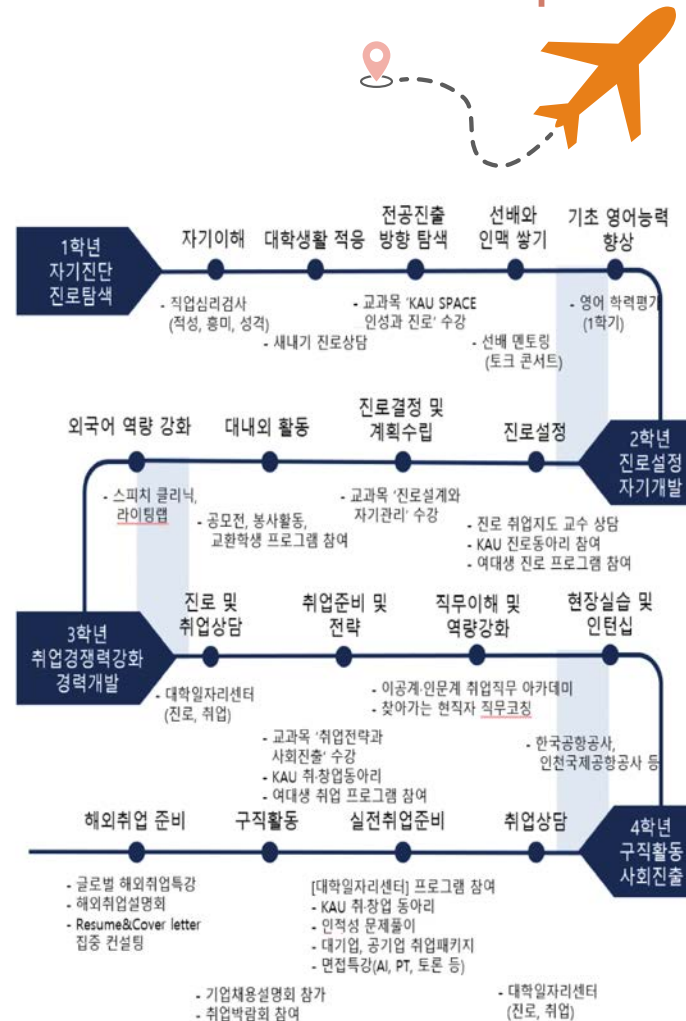 1학년
자기진단
진로탐색
자기이해
- 직업심리검사
(적성, 흥미, 성격)
대학생활 적응
- 새내기 진로상담
전공진출
방향 탐색
- 교과목 'KAU SPACE
인성과 진로' 수강
선배와
인맥 쌓기
- 선배 멘토링
(토크 콘서트)
기초 영어능력
향상
- 영어 학력평가
(1학기)
2학년
진로설정
자기개발
진로설정
- 진로 취업지도 교수 상담
- KAU 진로동아리 참여
- 여대생 진로 프로그램 참여
진로결정 및
계획수립
- 교과목 '진로설계와
자기관리' 수강
대내외 활동
- 공모전, 봉사활동,
교환학생 프로그램 참여
외국어 역량 강화
- 스피치 클리닉,
라이팅랩
3학년
취업경쟁력강화
경력개발
진로 및
취업상담
- 대학일자리센터
(진로, 취업)
취업준비 및
전략
- 교과목 '취업전략과
사회진출' 수강
- KAU 취·창업동아리
- 여대생 취업 프로그램 참여
직무이해 및
역량강화
- 이공계·인문계 취업직무 아카데미
- 찾아가는 현직자 직무코칭
현장실습 및
인턴십
- 한국공항공사,
인천국제공항공사 등
4학년
구직활동
사회진출
취업상담
- 대학일자리센터
(진로, 취업)
실전취업준비
[대학일자리센터] 프로그램 참여
- KAU 취·창업 동아리
- 인적성 문제풀이
- 대기업, 공기업 취업패키지
- 면접특강(AI, PT, 토론 등)
구직활동
- 기업채용설명회 참가
- 취업박람회 참여
해외취업 준비
- 글로벌 해외취업특강
- 해외취업설명회
- Resume&Cover letter
집중 컨설팅